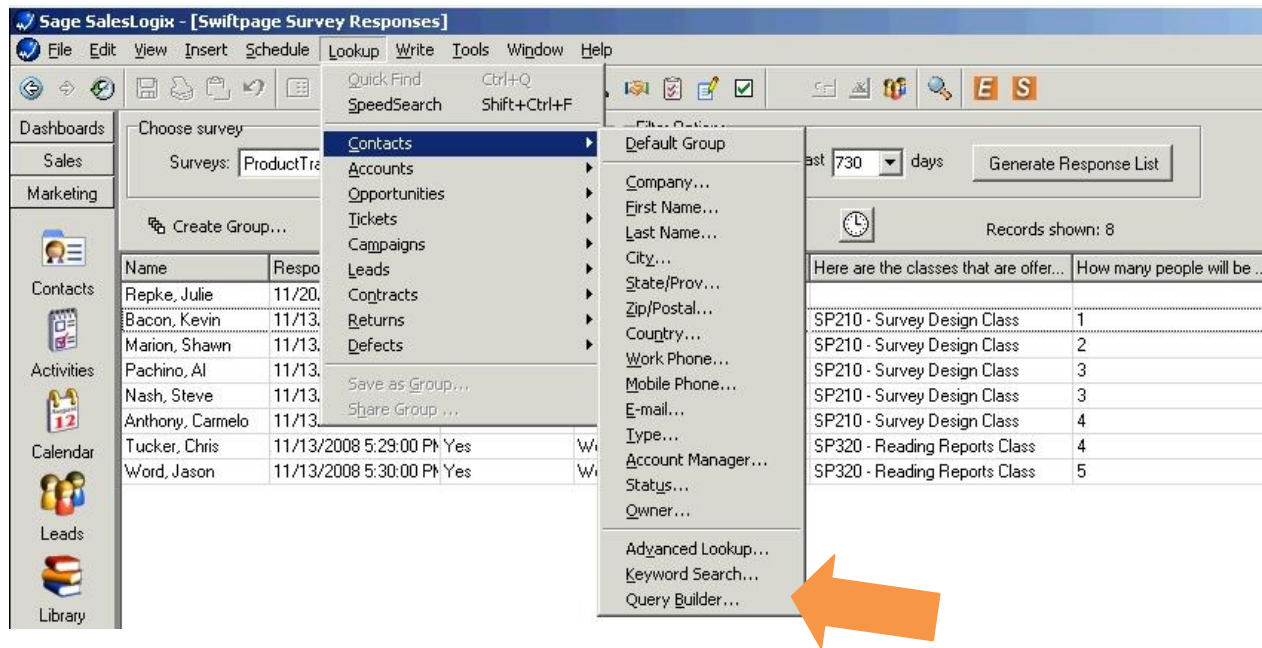 Sage SalesLogix - [Swiftpage Survey Responses]
File Edit View Insert Schedule Lookup Write Tools Window Help
Quick Find Ctrl+Q
SpeedSearch Shift+Ctrl+F
Contacts
Accounts
Opportunities
Tickets
Campaigns
Leads
Contracts
Returns
Defects
Save as Group...
Share Group ...
Default Group
Company...
First Name...
Last Name...
City...
State/Prov...
Zip/Postal...
Country...
Work Phone...
Mobile Phone...
E-mail...
Type...
Account Manager...
Status...
Owner...
Advanced Lookup...
Keyword Search...
Query Builder...
E S
Dashboards
Sales
Marketing
Contacts
Activities
12
Calendar
Leads
Library
Choose survey
Surveys: ProductTra
Filter Options
ast 730 days Generate Response List
Create Group...
Records shown: 8
Name Respo Here are the classes that are offer... How many people will be ...
Repke, Julie 11/20.
Bacon, Kevin 11/13. SP210 - Survey Design Class 1
Marion, Shawn 11/13. SP210 - Survey Design Class 2
Pachino, Al 11/13. SP210 - Survey Design Class 3
Nash, Steve 11/13. SP210 - Survey Design Class 3
Anthony, Carmelo 11/13. SP210 - Survey Design Class 4
Tucker, Chris 11/13/2008 5:29:00 PM Yes SP320 - Reading Reports Class 4
Word, Jason 11/13/2008 5:30:00 PM Yes SP320 - Reading Reports Class 5